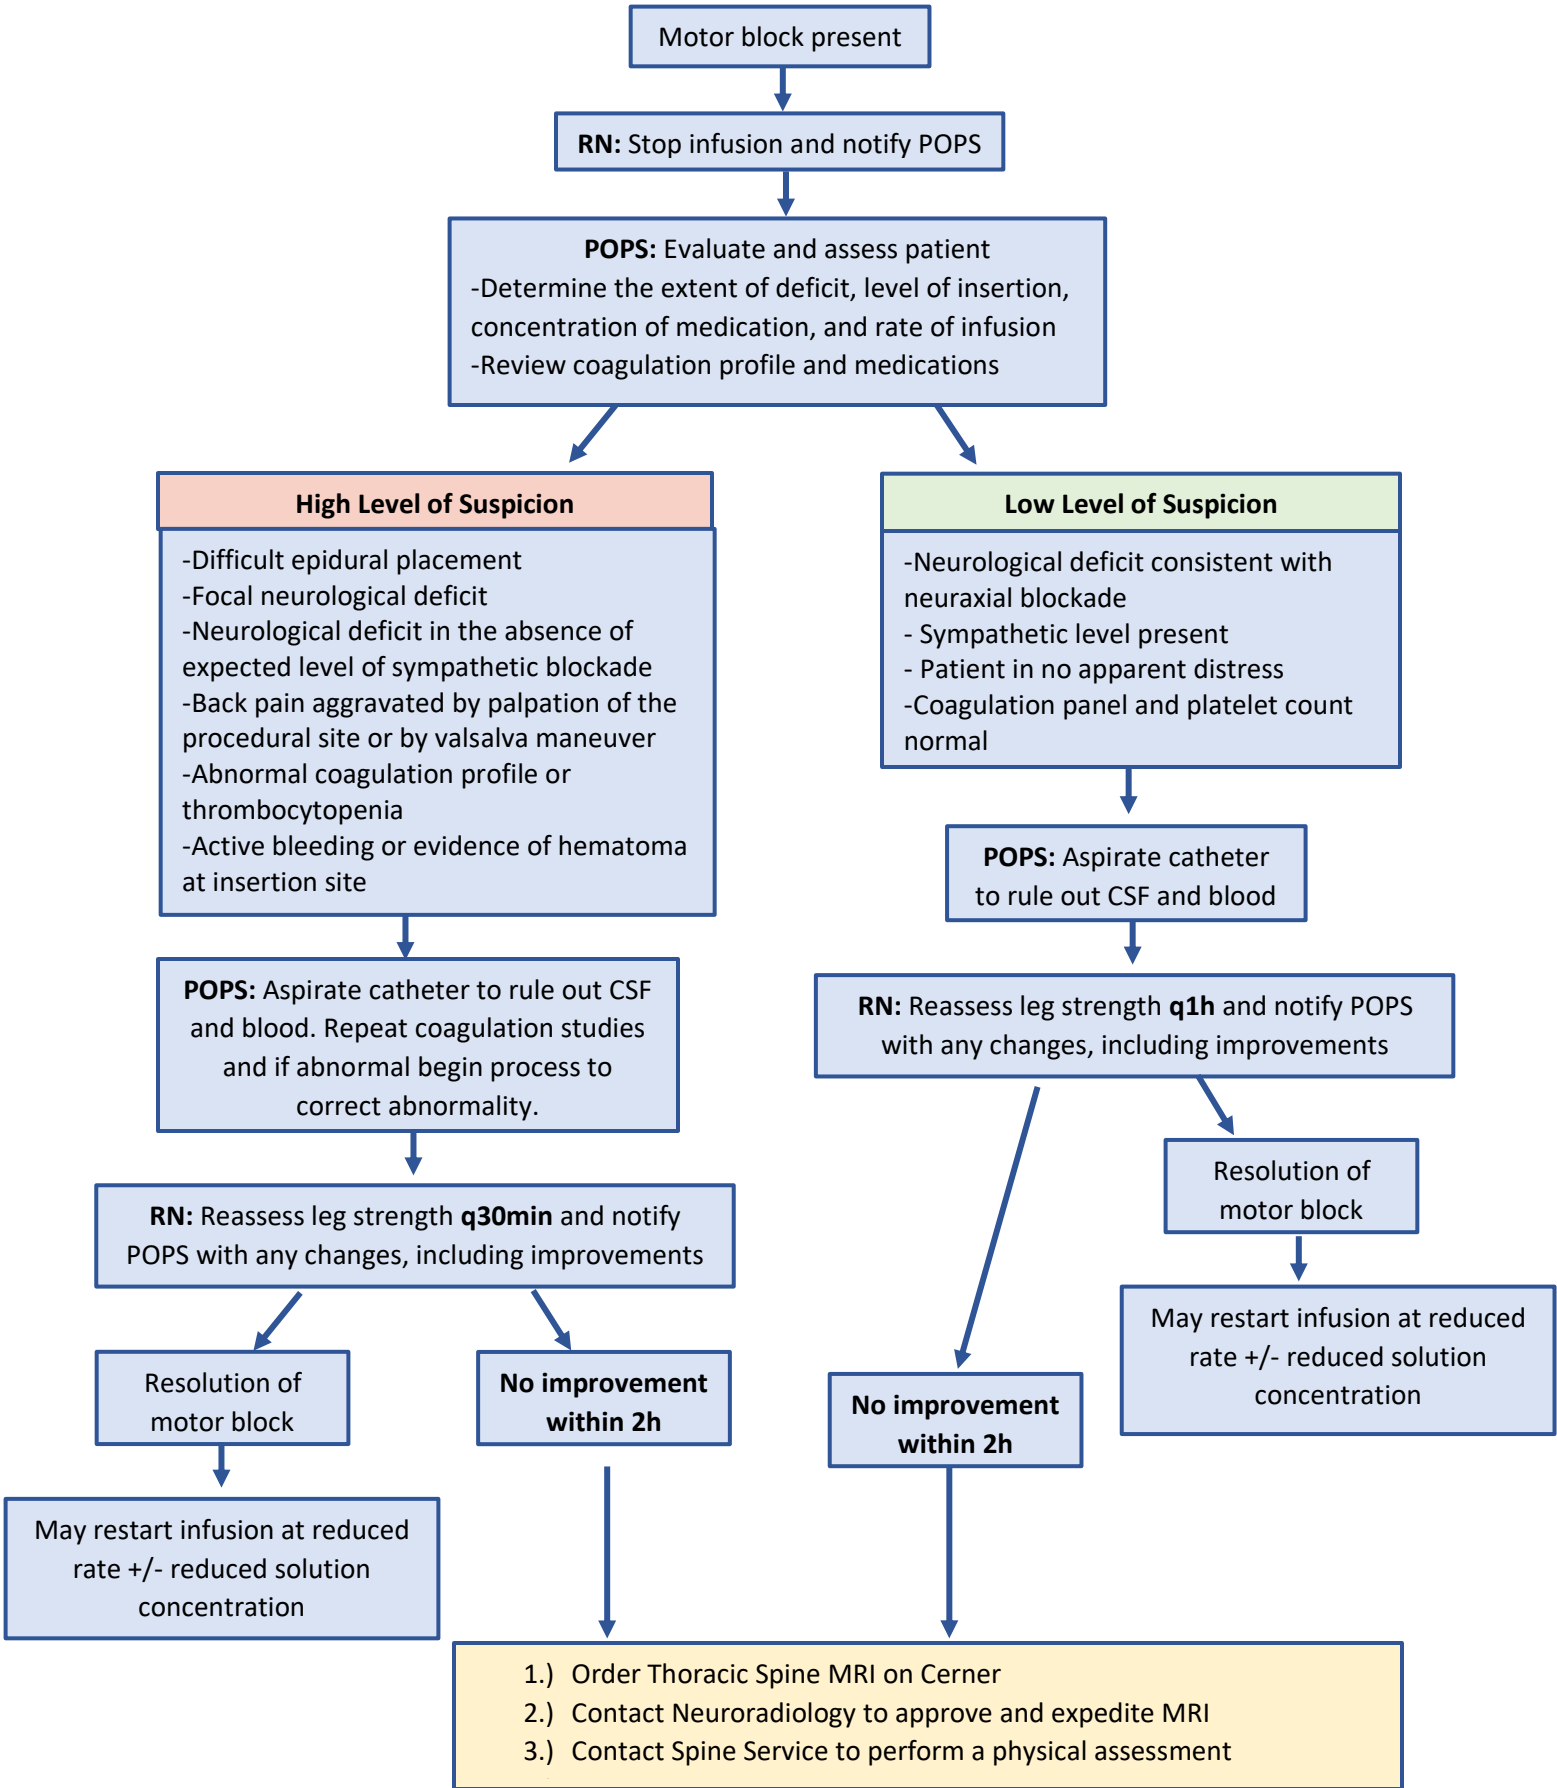 Motor block present
RN: Stop infusion and notify POPS
POPS: Evaluate and assess patient
-Determine the extent of deficit, level of insertion,
concentration of medication, and rate of infusion
-Review coagulation profile and medications
High Level of Suspicion
-Difficult epidural placement
-Focal neurological deficit
-Neurological deficit in the absence of
expected level of sympathetic blockade
-Back pain aggravated by palpation of the
procedural site or by valsalva maneuver
-Abnormal coagulation profile or
thrombocytopenia
-Active bleeding or evidence of hematoma
at insertion site
POPS: Aspirate catheter to rule out CSF
and blood. Repeat coagulation studies
and if abnormal begin process to
correct abnormality.
RN: Reassess leg strength q30min and notify
POPS with any changes, including improvements
Resolution of
motor block
May restart infusion at reduced
rate +/- reduced solution
concentration
No improvement
within 2h
Low Level of Suspicion
-Neurological deficit consistent with
neuraxial blockade
- Sympathetic level present
- Patient in no apparent distress
-Coagulation panel and platelet count
normal
POPS: Aspirate catheter
to rule out CSF and blood
RN: Reassess leg strength q1h and notify POPS
with any changes, including improvements
Resolution of
motor block
May restart infusion at reduced
rate +/- reduced solution
concentration
No improvement
within 2h
1.) Order Thoracic Spine MRI on Cerner
2.) Contact Neuroradiology to approve and expedite MRI
3.) Contact Spine Service to perform a physical assessment